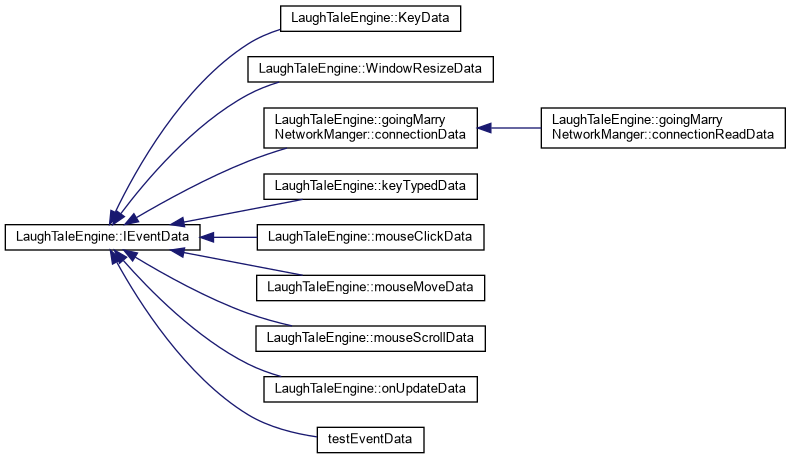 LaughTaleEngine::KeyData
LaughTaleEngine::WindowResizeData
LaughTaleEngine::goingMarry
NetworkManger::connectionData
LaughTaleEngine::goingMarry
NetworkManger::connectionReadData
LaughTaleEngine::keyTypedData
LaughTaleEngine::IEventData
LaughTaleEngine::mouseClickData
LaughTaleEngine::mouseMoveData
LaughTaleEngine::mouseScrollData
LaughTaleEngine::onUpdateData
testEventData